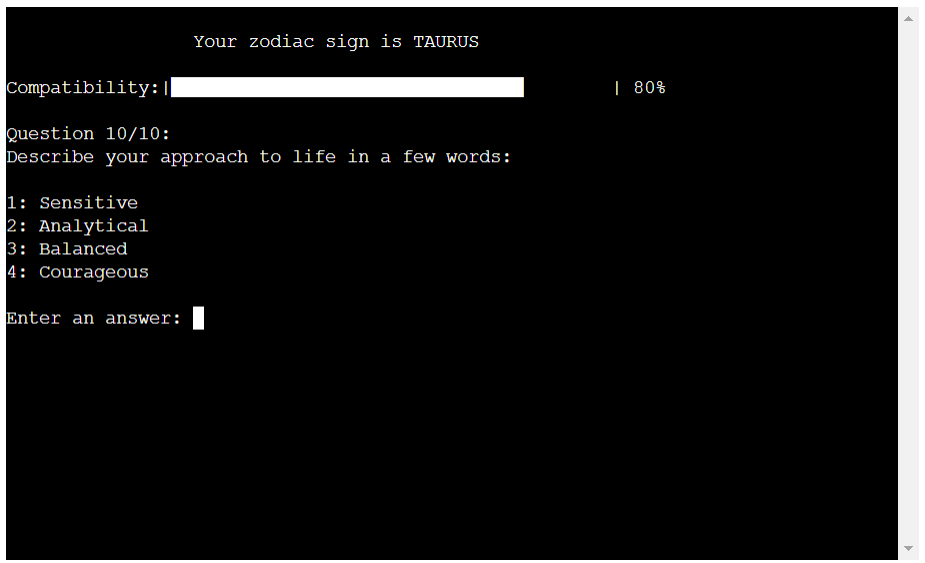 Your zodiac sign is TAURUS
Compatibility:| | 80%
Question 10/10:
Describe your approach to life in a few words:
1: Sensitive
2: Analytical
3: Balanced
4: Courageous
Enter an answer: